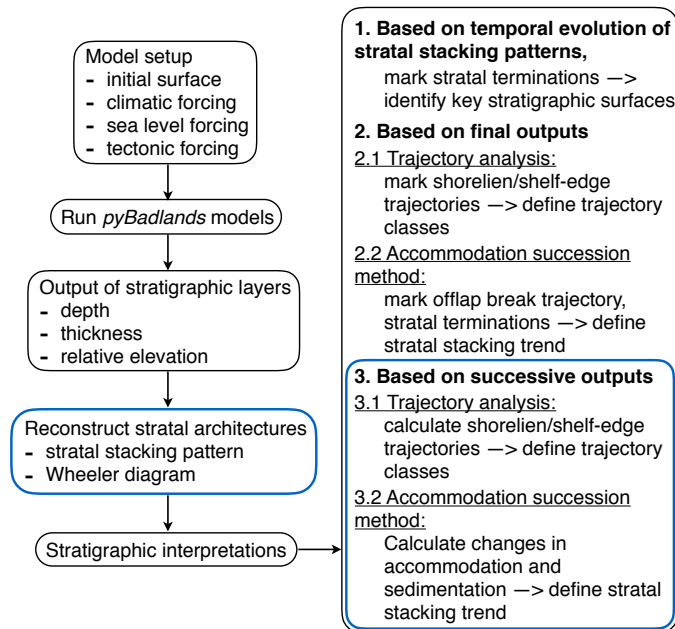 Model setup
- initial surface
- climatic forcing
- sea level forcing
- tectonic forcing
Run pyBadlands models
Output of stratigraphic layers
- depth
- thickness
- relative elevation
Reconstruct stratal architectures
- stratal stacking pattern
- Wheeler diagram
Stratigraphic interpretations
1. Based on temporal evolution of
stratal stacking patterns,
mark stratal terminations —>
identify key stratigraphic surfaces
2. Based on final outputs
2.1 Trajectory analysis:
mark shorelien/shelf-edge
trajectories —> define trajectory
classes
2.2 Accommodation succession
method:
mark offlap break trajectory,
stratal terminations —> define
stratal stacking trend
3. Based on successive outputs
3.1 Trajectory analysis:
calculate shorelien/shelf-edge
trajectories —> define trajectory
classes
3.2 Accommodation succession
method:
Calculate changes in
accommodation and
sedimentation —> define stratal
stacking trend